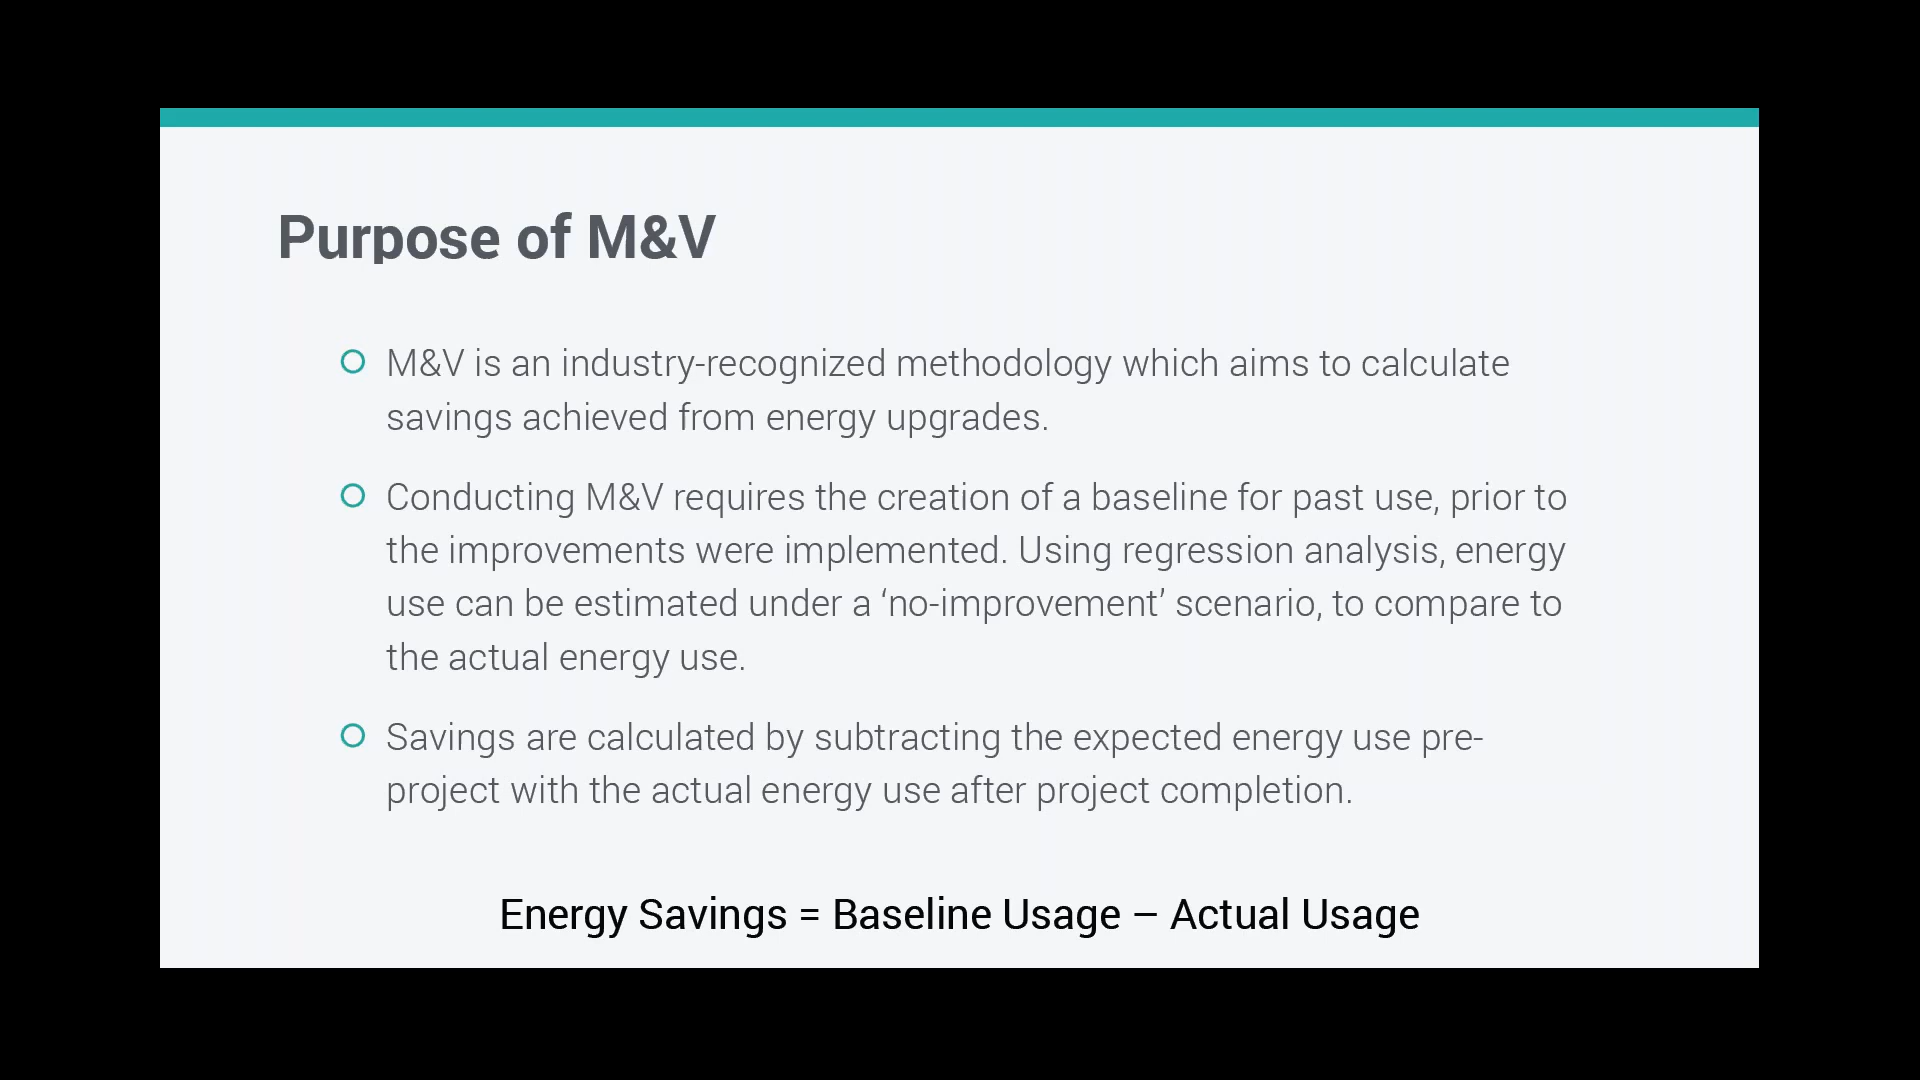 Purpose of M&V
M&V is an industry-recognized methodology which aims to calculate
savings achieved from energy upgrades.
Conducting M&V requires the creation of a baseline for past use, prior to
the improvements were implemented. Using regression analysis, energy
use can be estimated under a ‘no-improvement’ scenario, to compare to
the actual energy use.
Savings are calculated by subtracting the expected energy use pre-
project with the actual energy use after project completion.
Energy Savings = Baseline Usage – Actual Usage